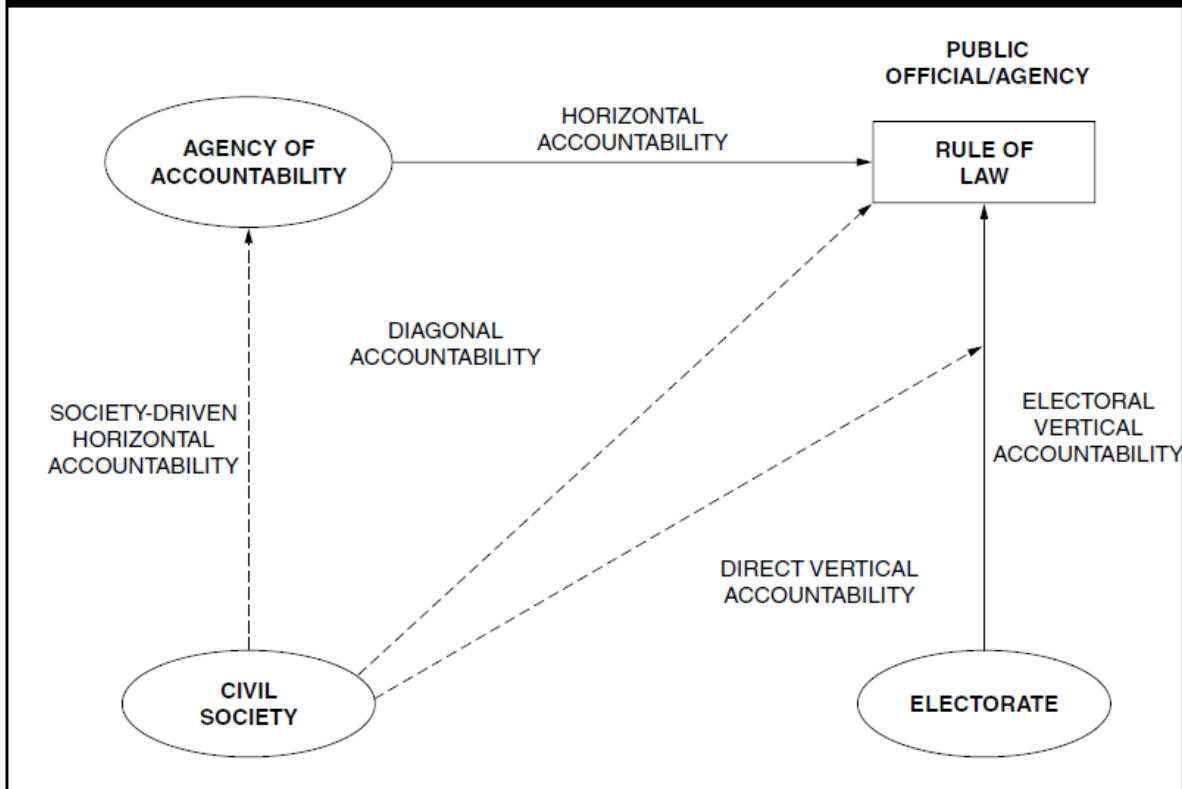 PUBLIC
OFFICIAL/AGENCY
HORIZONTAL
ACCOUNTABILITY
AGENCY OF
ACCOUNTABILITY
RULE OF
LAW
DIAGONAL
ACCOUNTABILITY
SOCIETY-DRIVEN
HORIZONTAL
ACCOUNTABILITY
ELECTORAL
VERTICAL
ACCOUNTABILITY
DIRECT VERTICAL
ACCOUNTABILITY
CIVIL
SOCIETY
ELECTORATE